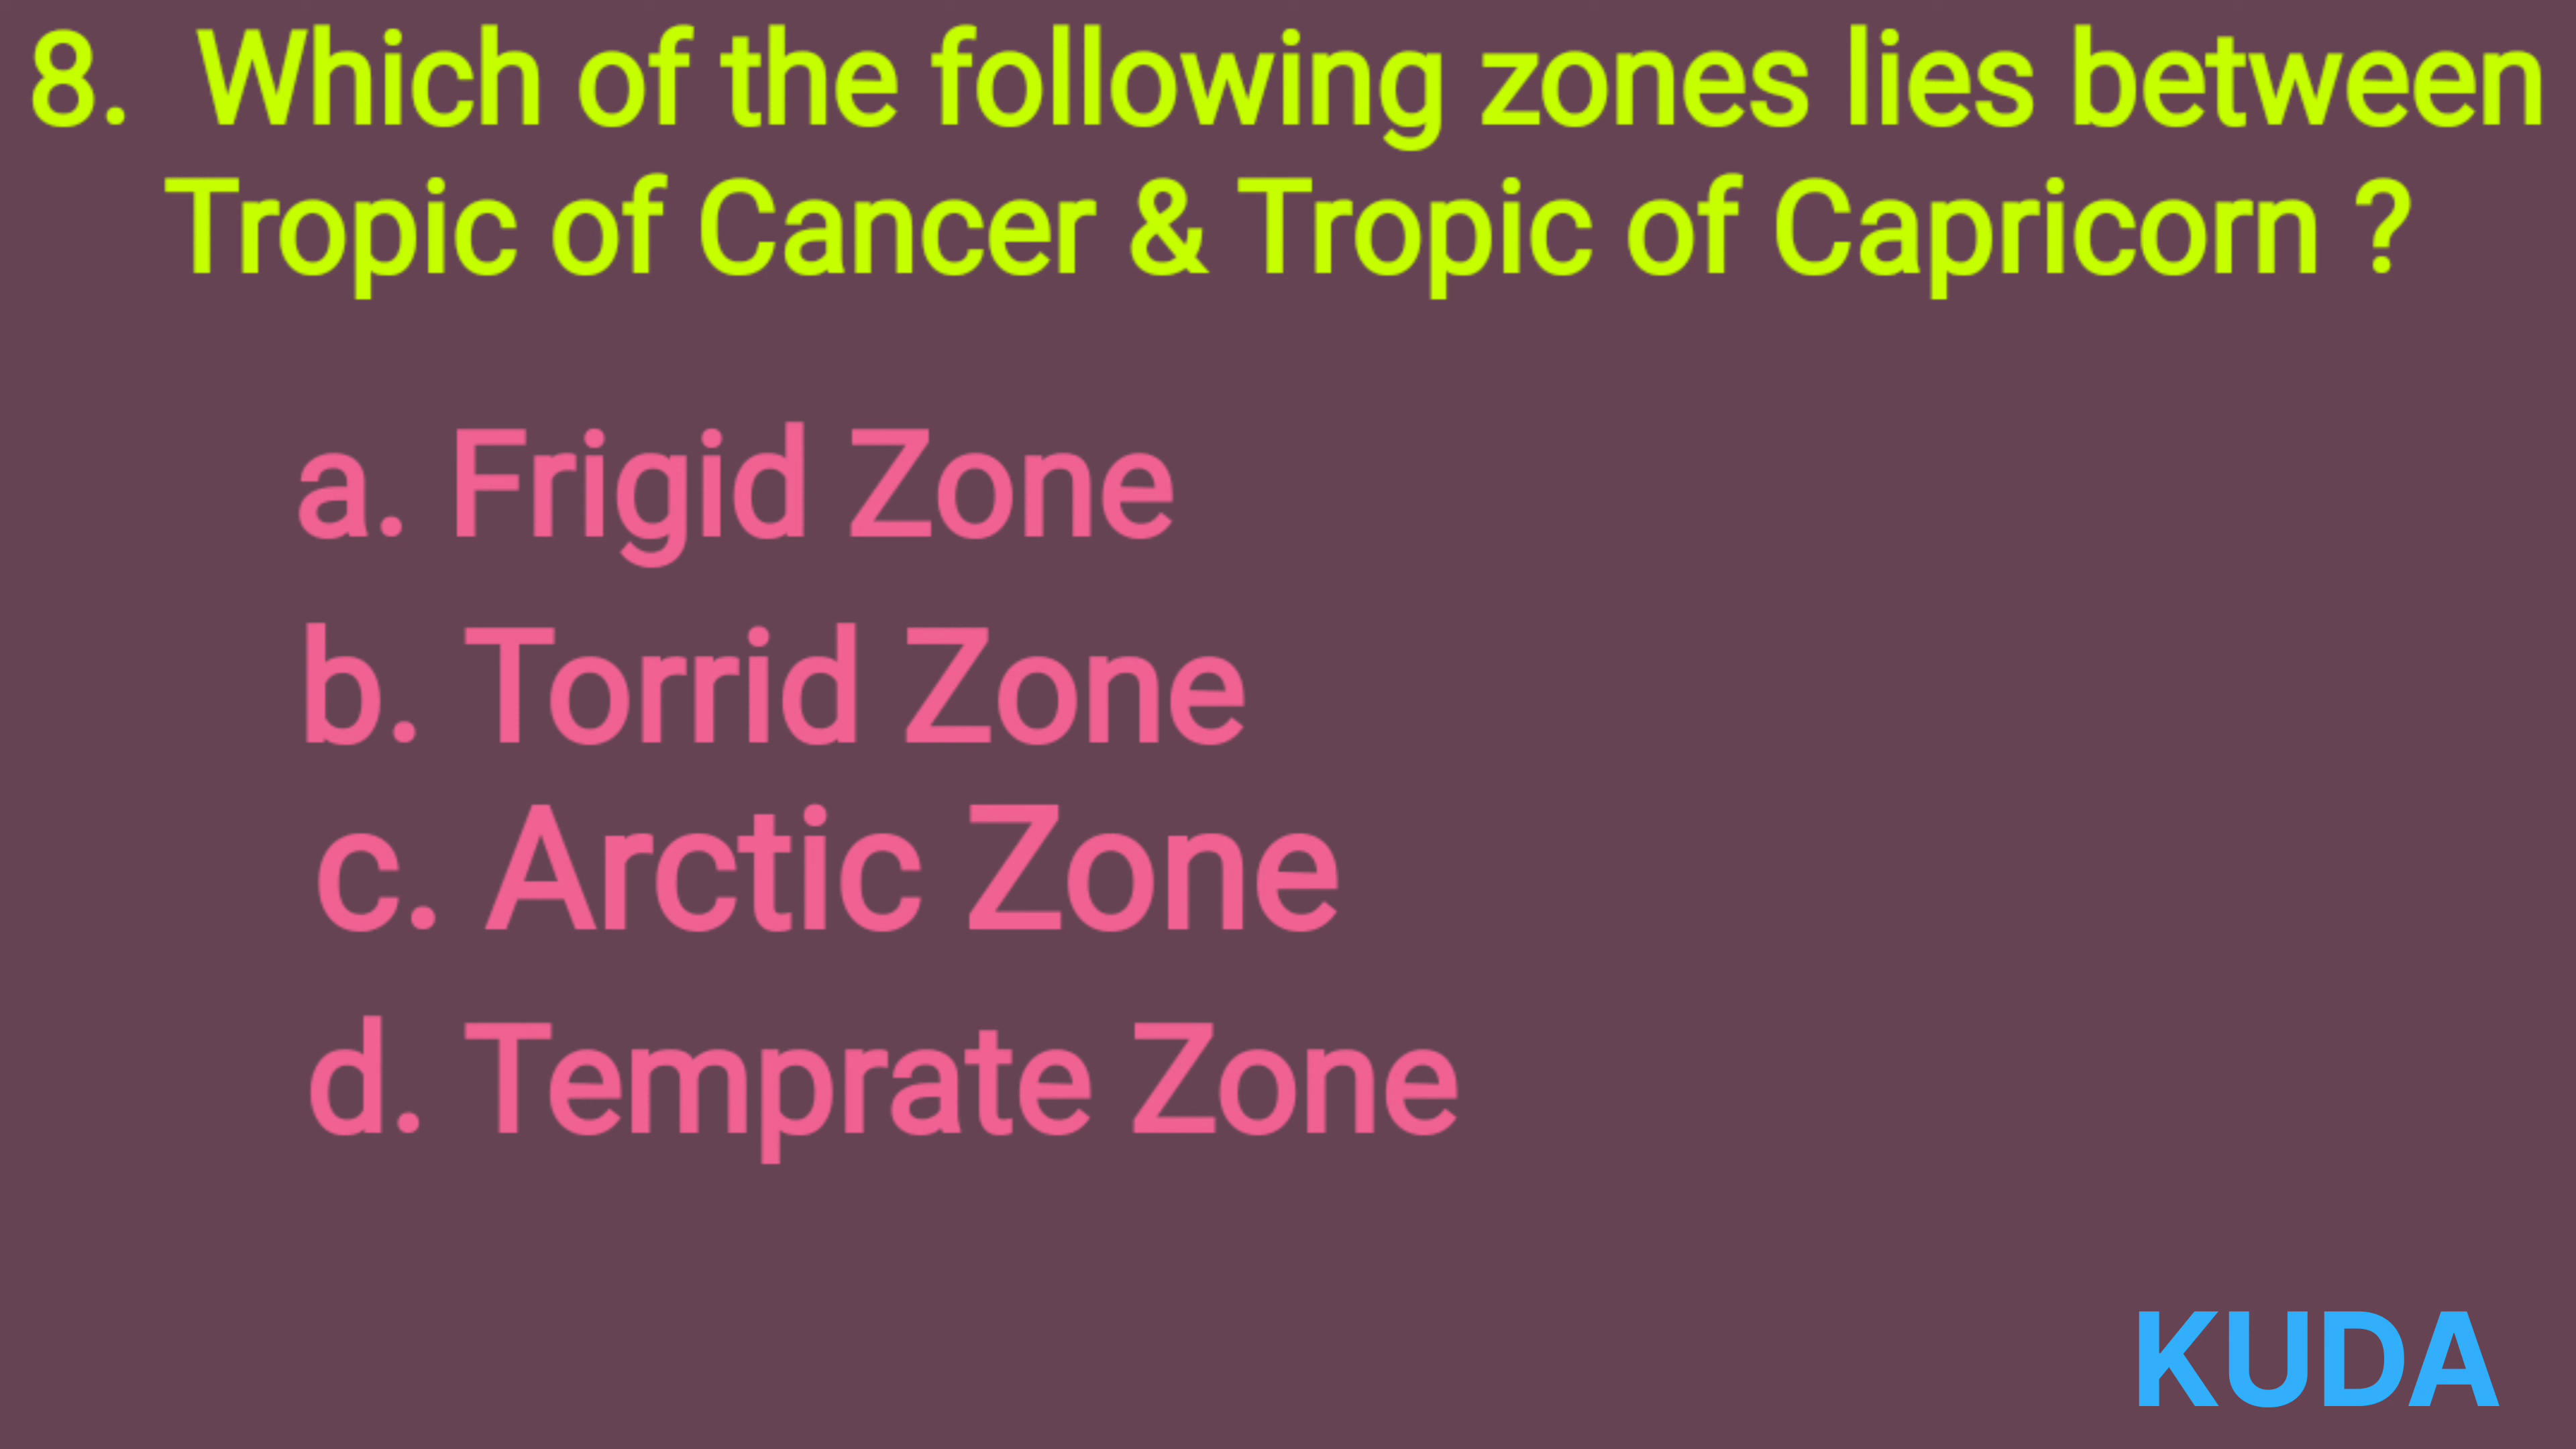 8. Which of the following zones lies between
Tropic of Cancer & Tropic of Capricorn ?
a. Frigid Zone
b. Torrid Zone
c. Arctic Zone
d. Temprate Zone
KUDA